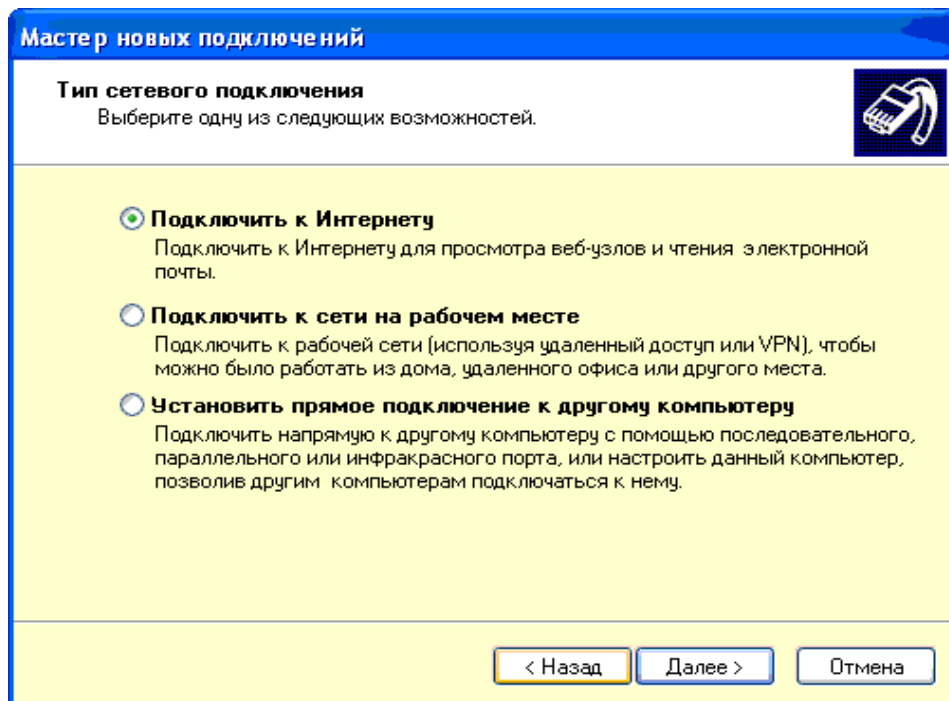 Мастер новых подключений
Тип сетевого подключения
Выберите одну из следующих возможностей.
Подключить к Интернету
Подключить к Интернету для просмотра веб-узлов и чтения электронной
почты.
Подключить к сети на рабочем месте
Подключить к рабочей сети (используя удаленный доступ или VPN), чтобы
можно было работать из дома, удаленного офиса или другого места.
Установить прямое подключение к другому компьютеру
Подключить напрямую к другому компьютеру с помощью последовательного,
параллельного или инфракрасного порта, или настроить данный компьютер,
позволив другим компьютерам подключаться к нему.
< Назад Далее > Отмена